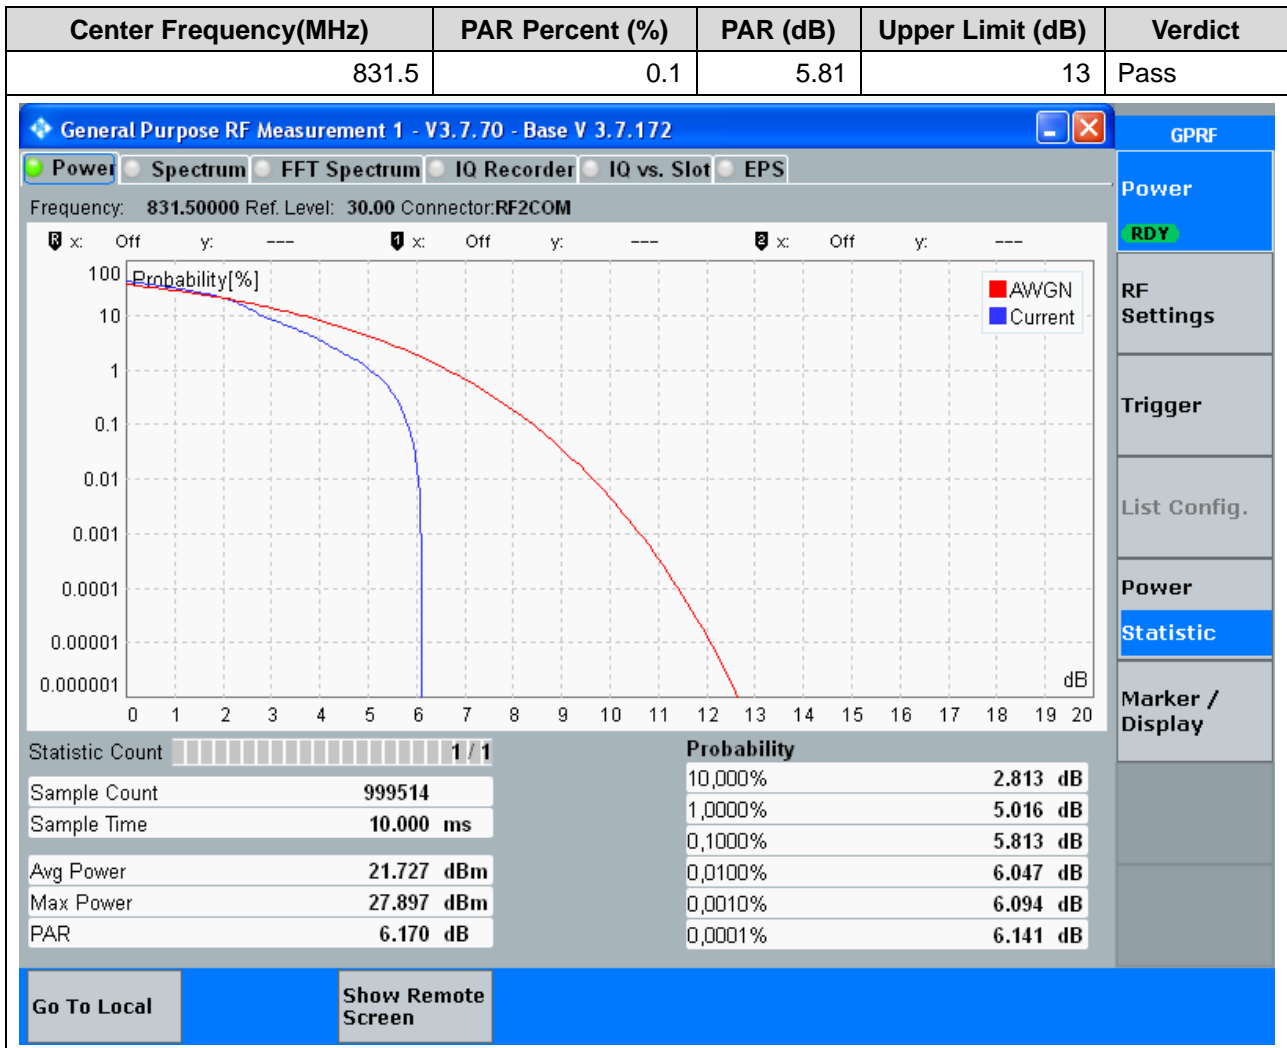 Center Frequency(MHz) PAR Percent (%) PAR (dB) Upper Limit (dB) Verdict
831.5 0.1 5.81 13 Pass
General Purpose RF Measurement 1 - V3.7.70 - Base V 3.7.172
GPRF
Power Spectrum FFT Spectrum IQ Recorder IQ vs. Slot EPS
Power
RDY
Frequency: 831.50000 Ref. Level: 30.00 Connector:RF2COM
R x: Off y: --- 1 x: Off y: --- 2 x: Off y: ---
Probability[%]
AWGN
Current
100
10
1
0.1
0.01
0.001
0.0001
0.00001
0.000001
dB
0 1 2 3 4 5 6 7 8 9 10 11 12 13 14 15 16 17 18 19 20
RF
Settings
Trigger
List Config.
Power
Statistic
Marker /
Display
Statistic Count 1 / 1
Sample Count 999514
Sample Time 10.000 ms
Avg Power 21.727 dBm
Max Power 27.897 dBm
PAR 6.170 dB
Probability
10,000% 2.813 dB
1,0000% 5.016 dB
0,1000% 5.813 dB
0,0100% 6.047 dB
0,0010% 6.094 dB
0,0001% 6.141 dB
Go To Local
Show Remote
Screen